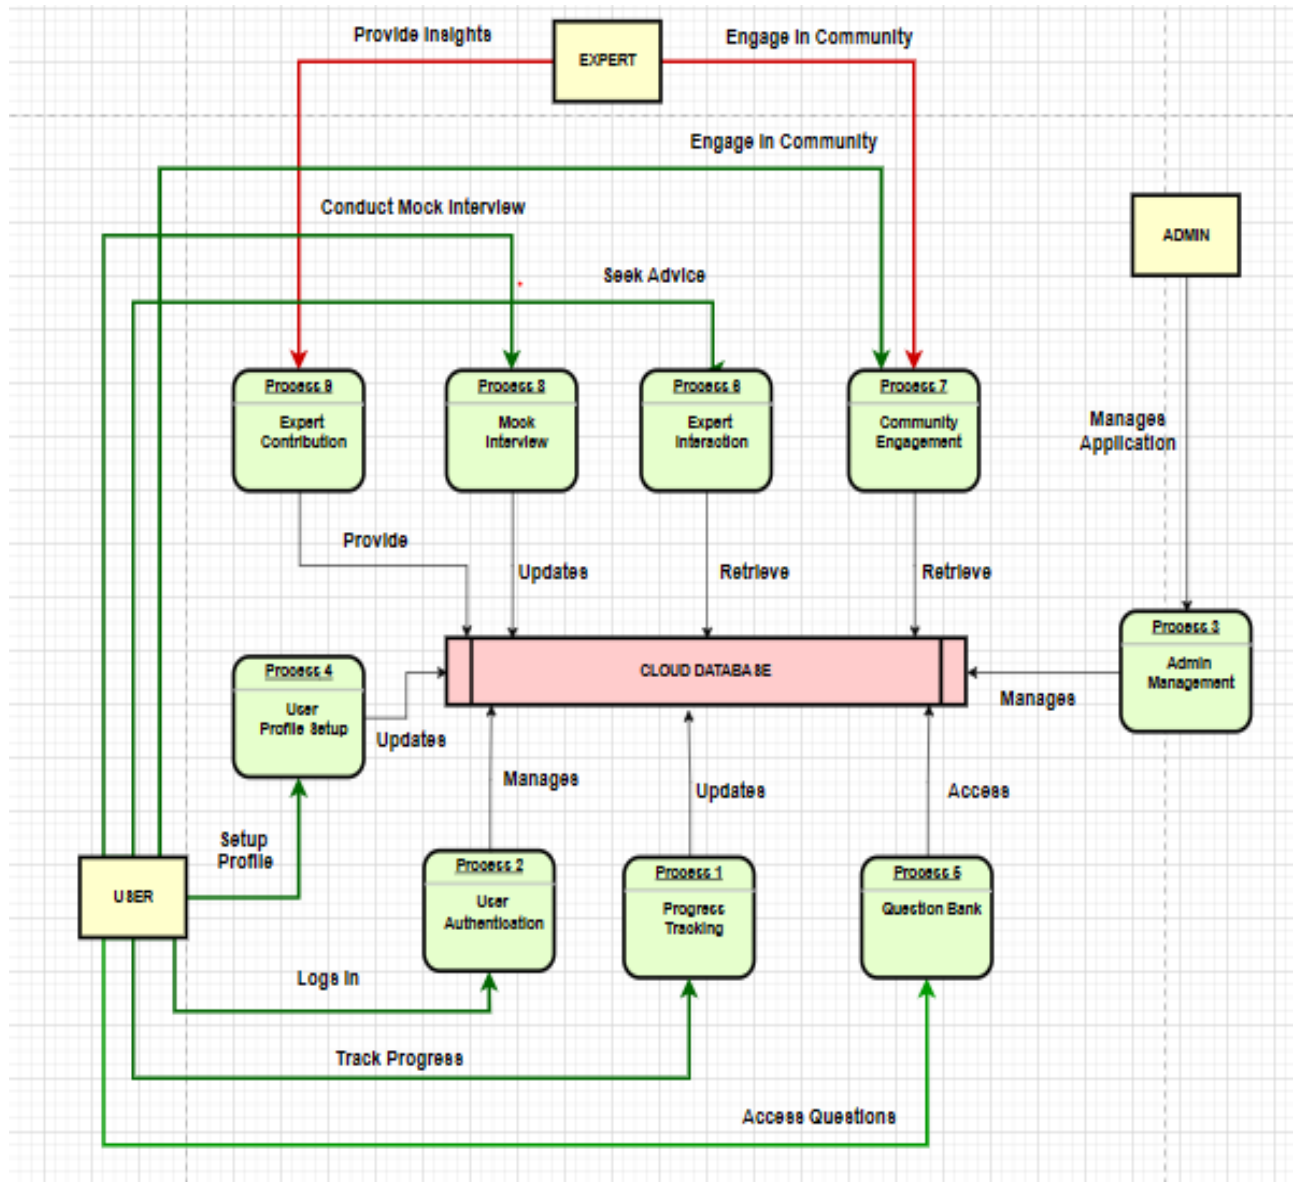 Provide Insights
EXPERT
Engage In Community
Engage In Community
Conduct Mock Interview
ADMIN
Seek Advice
Process 9
Expert
Contribution
Process 8
Mock
Interview
Process 6
Expert
Interaction
Process 7
Community
Engagement
Manages
Application
Provide
Updates
Retrieve
Retrieve
Process 3
Admin
Management
CLOUD DATABASE
Manages
Process 4
User
Profile Setup
Updates
Manages
Updates
Access
Setup
Profile
USER
Process 2
User
Authentication
Process 1
Progress
Tracking
Process 5
Question Bank
Logs In
Track Progress
Access Questions